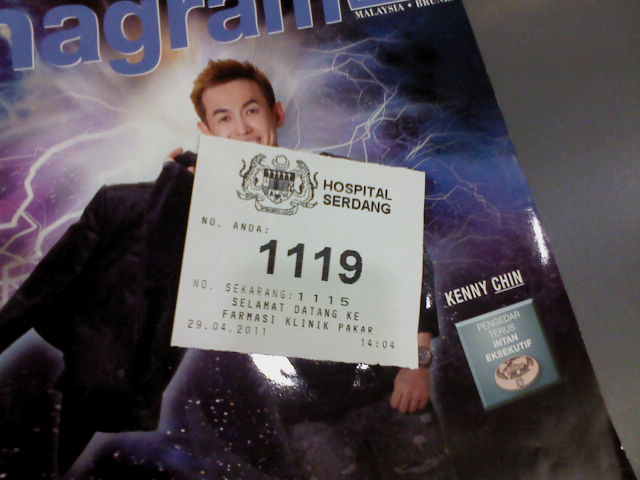 nagram
MALAYSIA • BRUNEI
HOSPITAL
SERDANG
NO. ANDA:
1119
NO. SEKARANG: 1115
SELAMAT DATANG KE
FARMASI KLINIK PAKAR
29.04.2011 14:04
KENNY CHIN
PENGEDAR
TERUS
INTAN
EKSEKUTIF